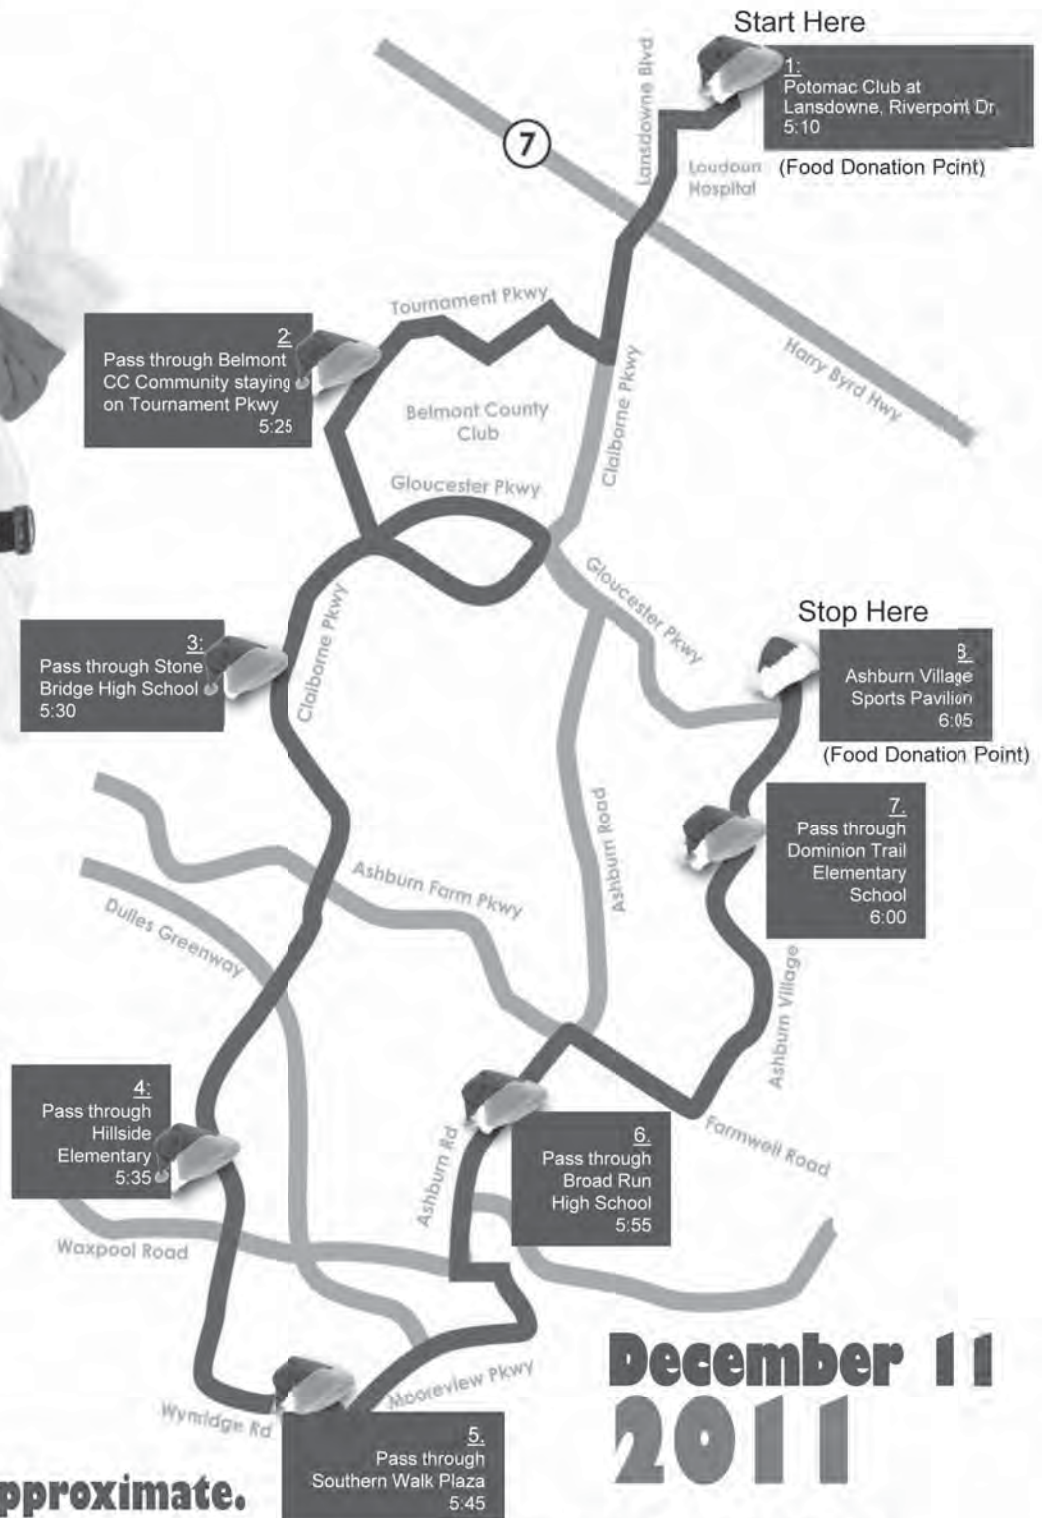 Start Here
1:
Potomac Club at
Lansdowne, Riverpoint Dr
5:10
(Food Donation Point)
Lansdowne Blvd
Loudoun
Hospital
7
Harry Byrd Hwy
Tournament Pkwy
2
Pass through Belmont
CC Community staying
on Tournament Pkwy
5:25
Belmont County
Club
Claiborne Pkwy
Gloucester Pkwy
Gloucester Pkwy
Stop Here
8.
Ashburn Village
Sports Pavilion
6:05
(Food Donation Point)
3:
Pass through Stone
Bridge High School
5:30
Claiborne Pkwy
7.
Pass through
Dominion Trail
Elementary
School
6:00
Ashburn Road
Ashburn Farm Pkwy
Dulles Greenway
Ashburn Village
4:
Pass through
Hillside
Elementary
5:35
Ashburn Rd
6.
Pass through
Broad Run
High School
5:55
Farmwell Road
Waxpool Road
Mooreview Pkwy
Wynridge Rd
5.
Pass through
Southern Walk Plaza
5:45
December 11
2011
pproximate.